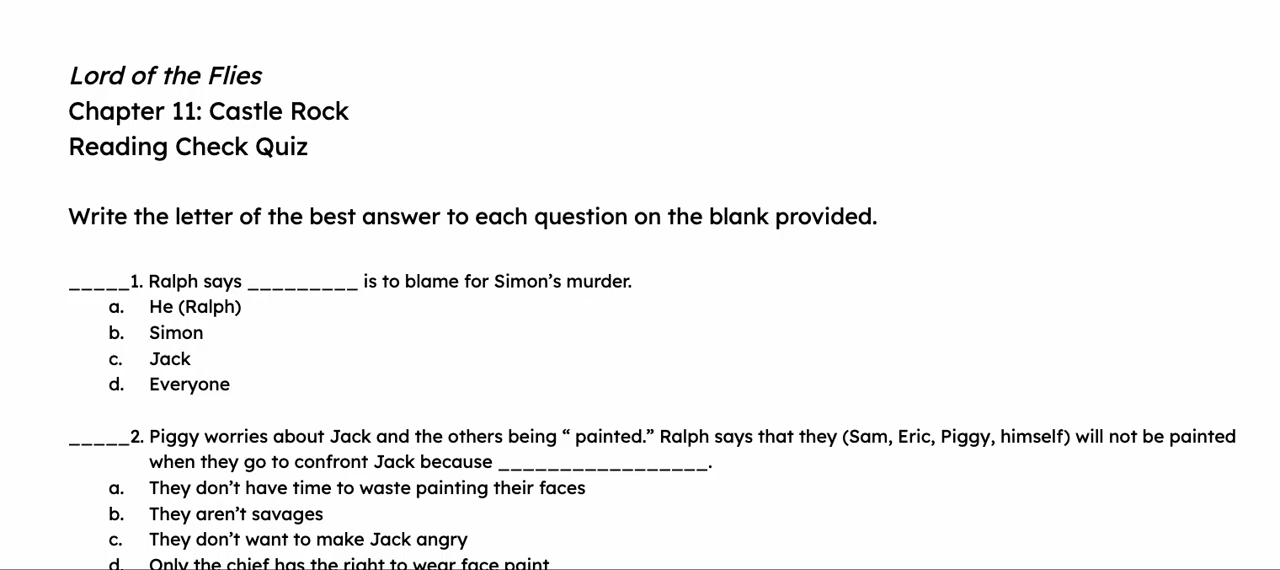 Lord of the Flies
Chapter 11: Castle Rock
Reading Check Quiz
Write the letter of the best answer to each question on the blank provided.
_____1. Ralph says _________ is to blame for Simon's murder.
a. He (Ralph)
b. Simon
c. Jack
d. Everyone
_____2. Piggy worries about Jack and the others being “ painted.” Ralph says that they (Sam, Eric, Piggy, himself) will not be painted
when they go to confront Jack because _________________.
a. They don't have time to waste painting their faces
b. They aren't savages
c. They don't want to make Jack angry
d. Only the chief has the right to wear face paint